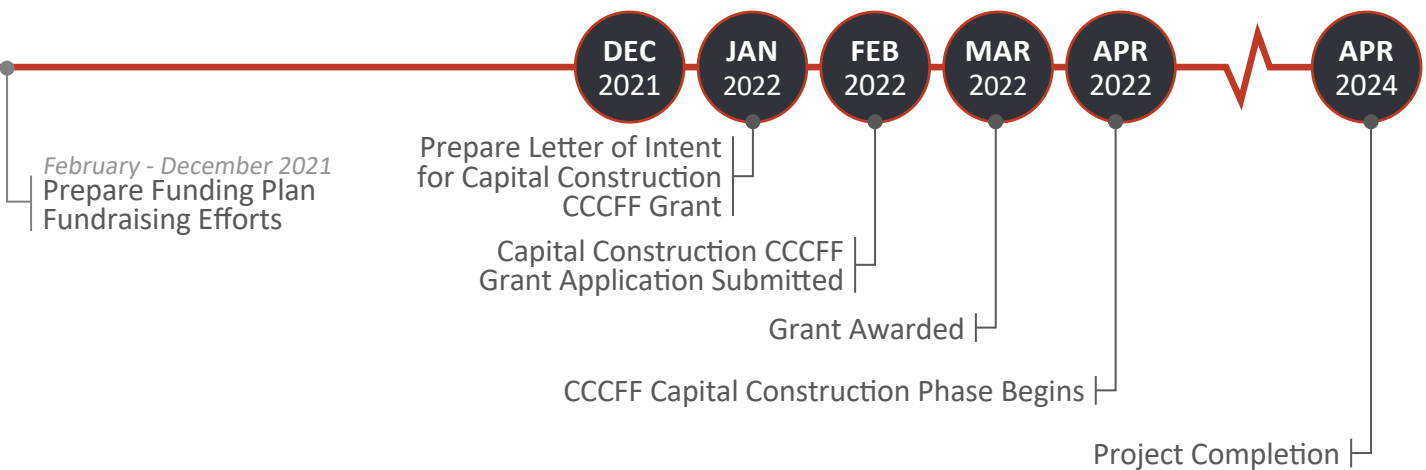 DEC
2021
JAN
2022
FEB
2022
MAR
2022
APR
2022
APR
2024
February - December 2021
Prepare Funding Plan
Fundraising Efforts
Prepare Letter of Intent
for Capital Construction
CCCFF Grant
Capital Construction CCCFF
Grant Application Submitted
Grant Awarded
CCCFF Capital Construction Phase Begins
Project Completion